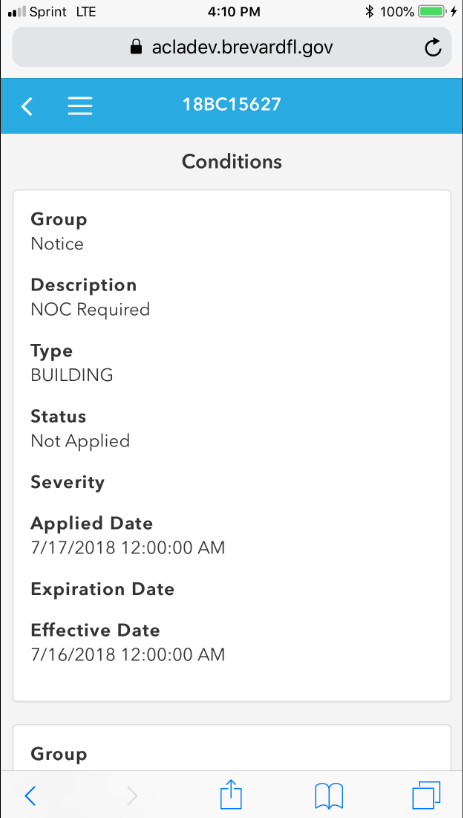 Sprint LTE 4:10 PM 100%
acladev.brevardfl.gov
18BC15627
Conditions
Group
Notice
Description
NOC Required
Type
BUILDING
Status
Not Applied
Severity
Applied Date
7/17/2018 12:00:00 AM
Expiration Date
Effective Date
7/16/2018 12:00:00 AM
Group